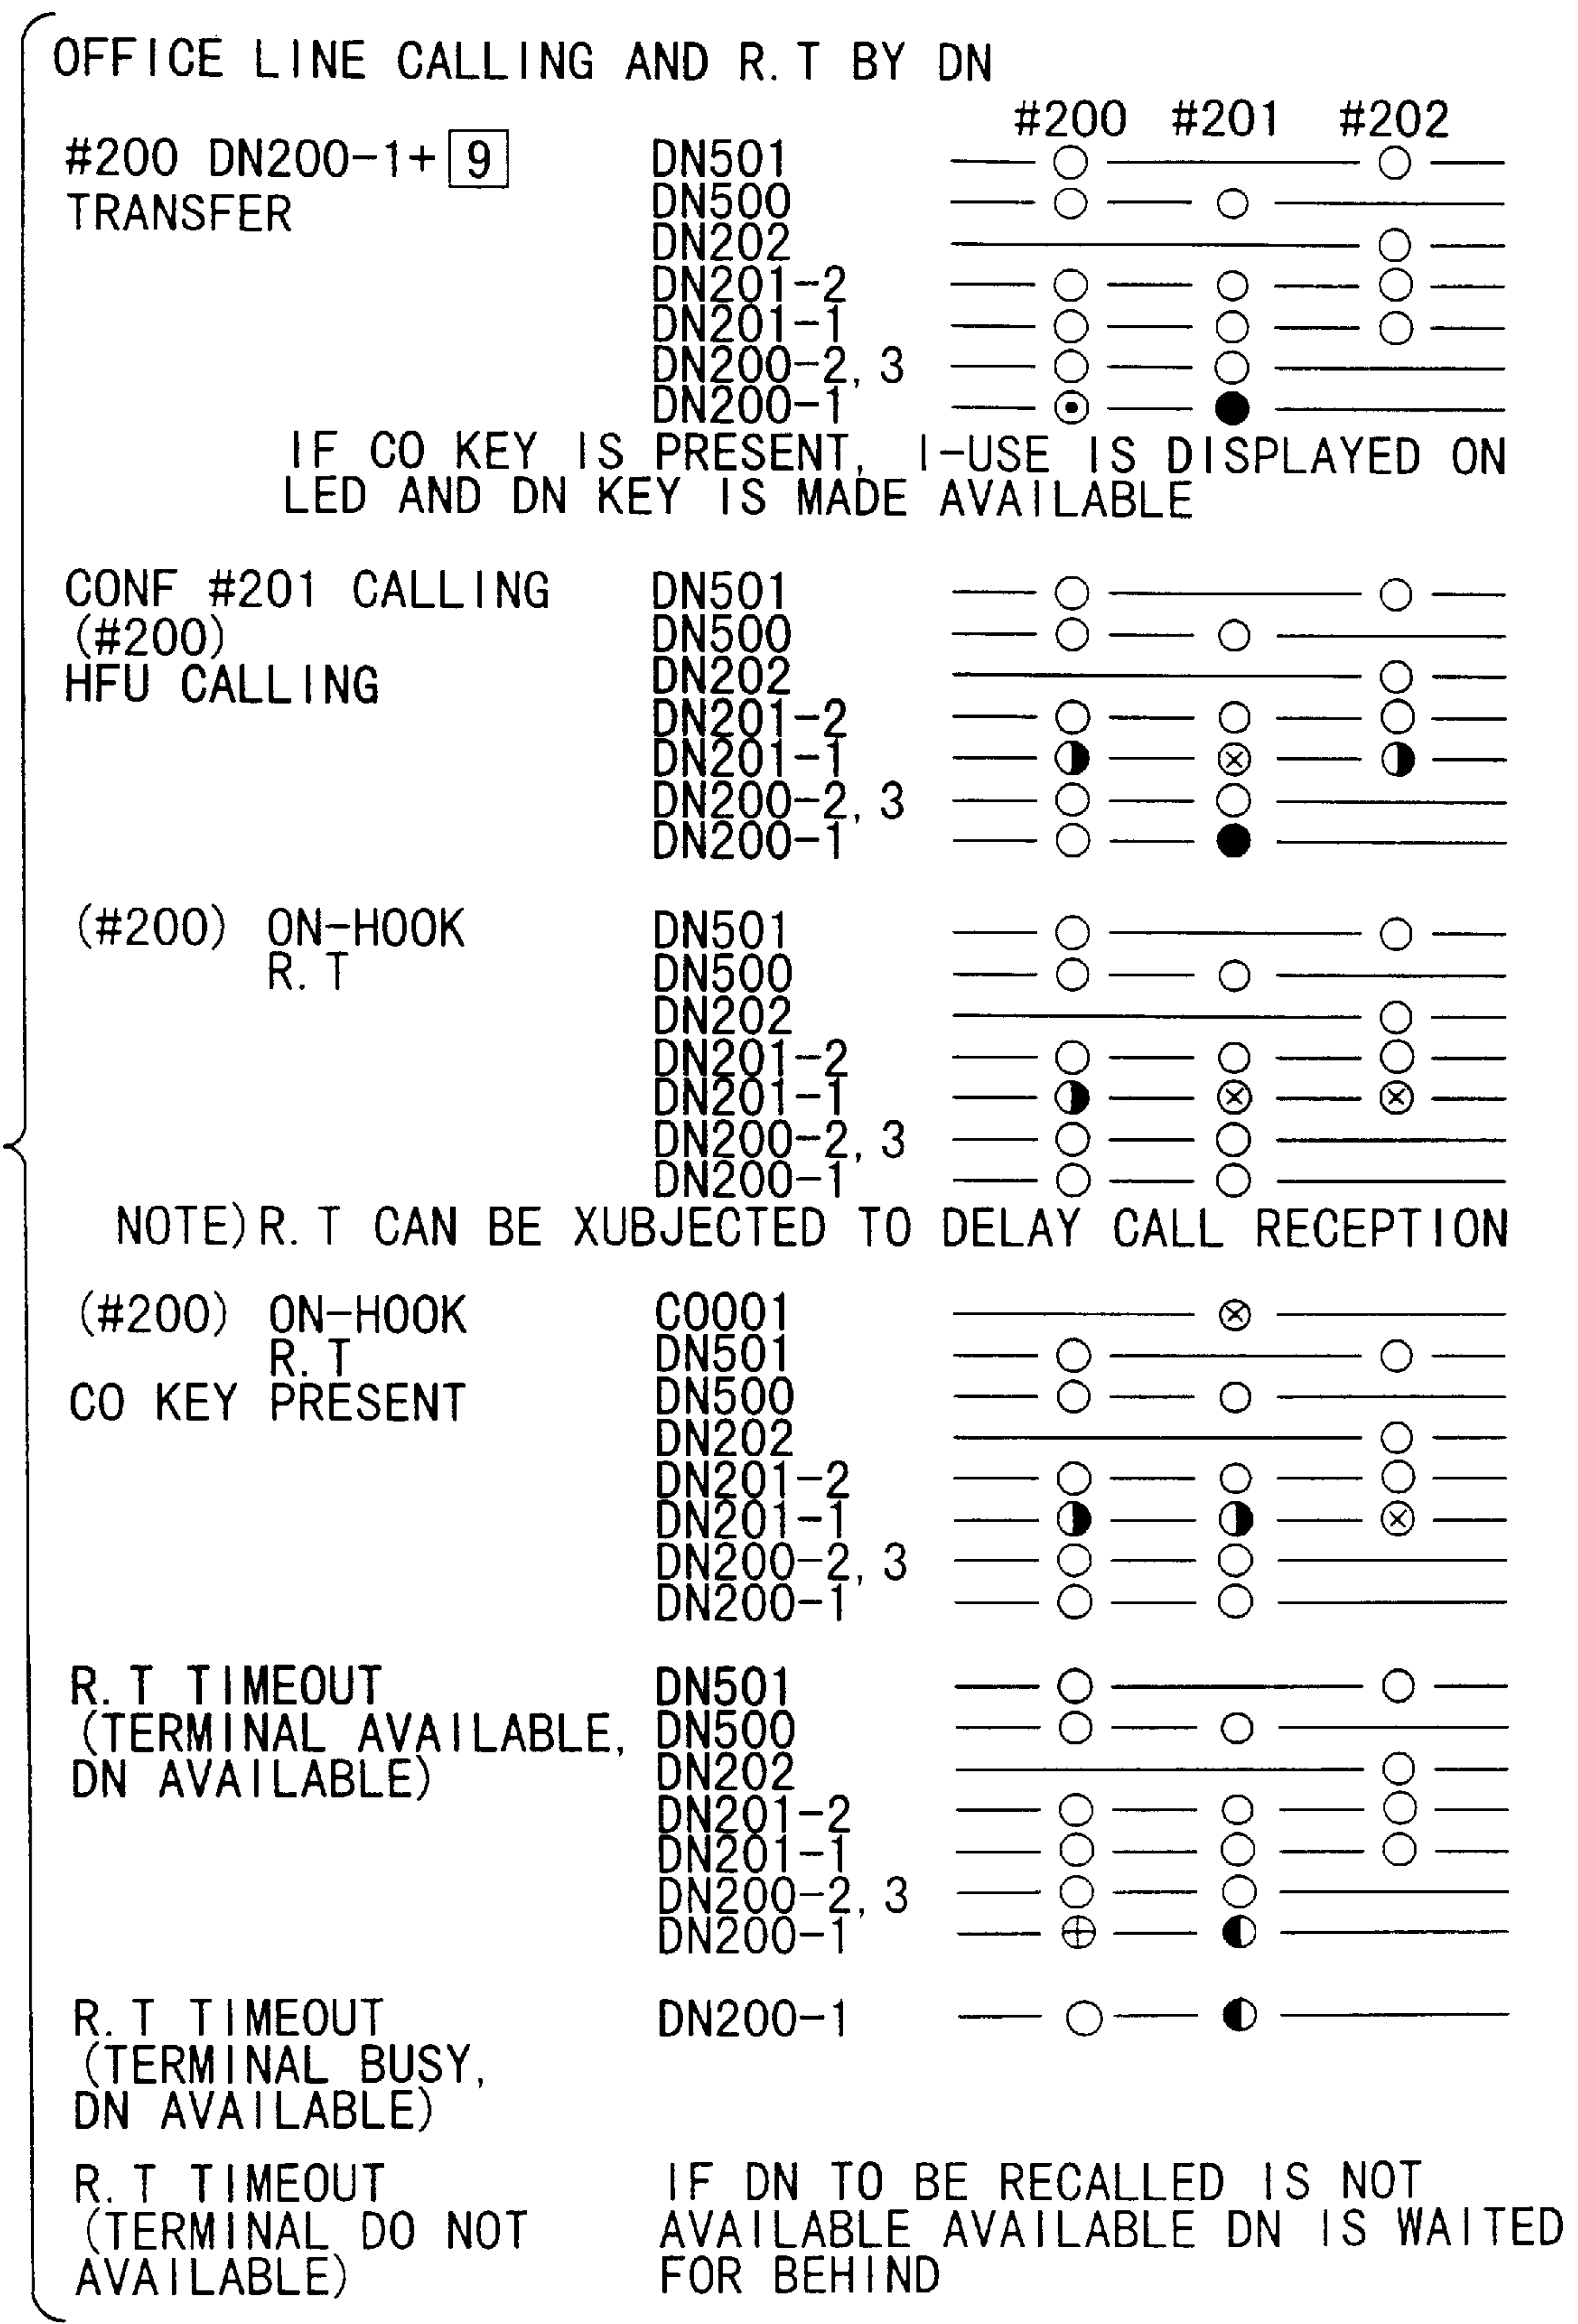 OFFICE LINE CALLING AND R.T BY DN
#200 #201 #202
#200 DN200-1+ 9 DN501
TRANSFER DN500
DN202
DN201-2
DN201-1
DN200-2,3
DN200-1
IF CO KEY IS PRESENT, I-USE IS DISPLAYED ON
LED AND DN KEY IS MADE AVAILABLE
CONF #201 CALLING DN501
(#200) DN500
HFU CALLING DN202
DN201-2
DN201-1
DN200-2,3
DN200-1
(#200) ON-HOOK DN501
R.T DN500
DN202
DN201-2
DN201-1
DN200-2,3
DN200-1
NOTE)R.T CAN BE XUBJECTED TO DELAY CALL RECEPTION
(#200) ON-HOOK CO001
R.T DN501
CO KEY PRESENT DN500
DN202
DN201-2
DN201-1
DN200-2,3
DN200-1
R.T TIMEOUT DN501
(TERMINAL AVAILABLE, DN500
DN AVAILABLE) DN202
DN201-2
DN201-1
DN200-2,3
DN200-1
R.T TIMEOUT DN200-1
(TERMINAL BUSY,
DN AVAILABLE)
R.T TIMEOUT IF DN TO BE RECALLED IS NOT
(TERMINAL DO NOT AVAILABLE AVAILABLE DN IS WAITED
AVAILABLE) FOR BEHIND